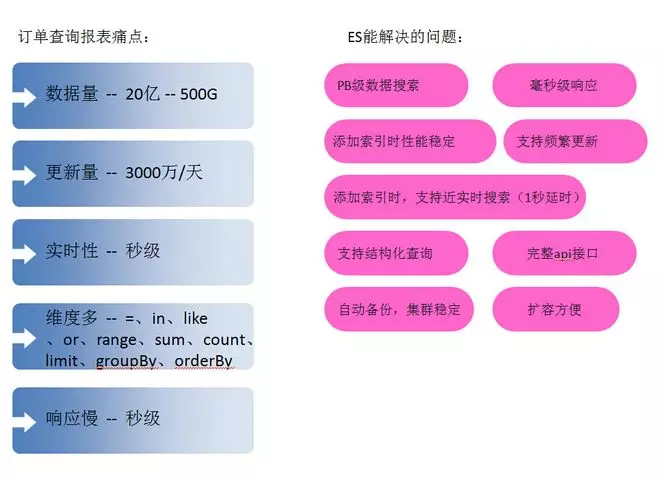 订单查询报表痛点：
数据量 -- 20亿 -- 500G
更新量 -- 3000万/天
实时性 -- 秒级
维度多 -- =、in、like
、or、range、sum、count、
limit、groupBy、orderBy
响应慢 -- 秒级
ES能解决的问题：
PB级数据搜索
毫秒级响应
添加索引时性能稳定
支持频繁更新
添加索引时，支持近实时搜索（1秒延时）
支持结构化查询
完整api接口
自动备份，集群稳定
扩容方便